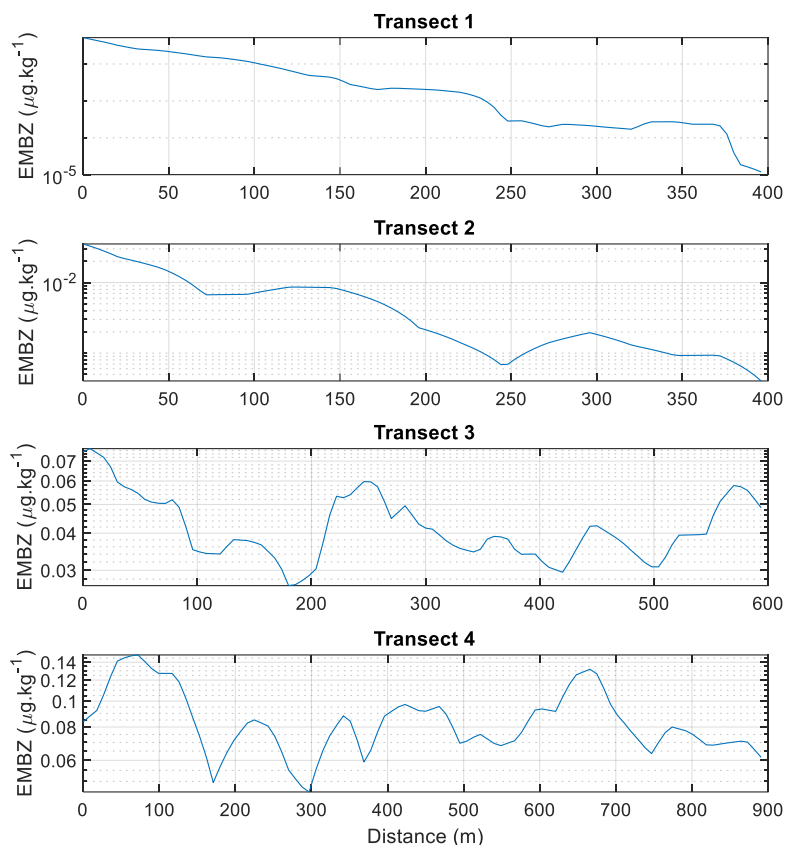 Transect 1
EMBZ (μg.kg⁻¹)
10⁻⁵
0 50 100 150 200 250 300 350 400
Transect 2
EMBZ (μg.kg⁻¹)
10⁻²
0 50 100 150 200 250 300 350 400
Transect 3
EMBZ (μg.kg⁻¹)
0.07
0.06
0.05
0.04
0.03
0 100 200 300 400 500 600
Transect 4
EMBZ (μg.kg⁻¹)
0.14
0.12
0.1
0.08
0.06
0 100 200 300 400 500 600 700 800 900
Distance (m)